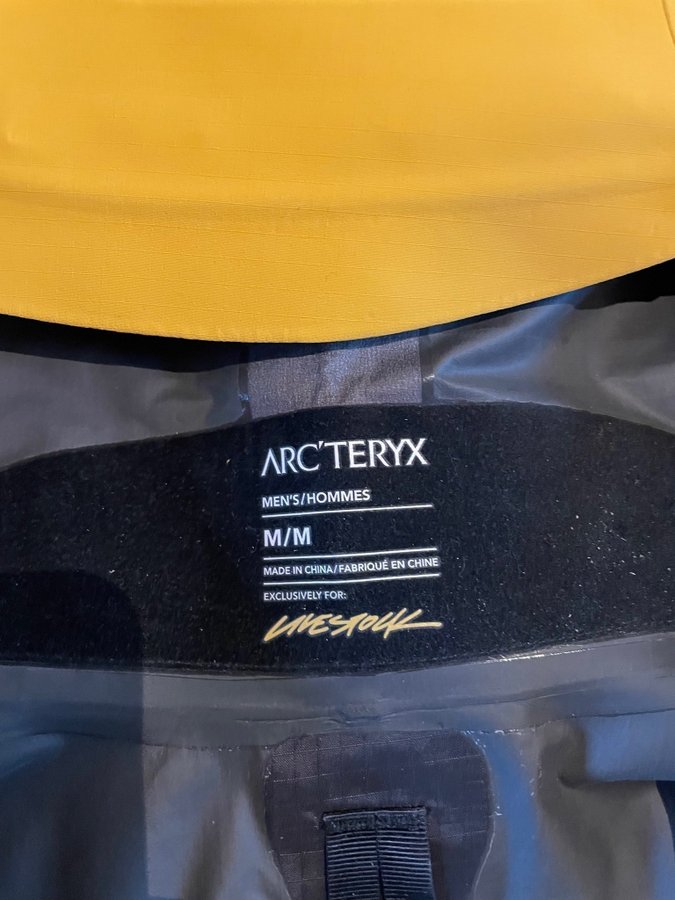 ARC'TERYX
MEN'S/HOMMES
M/M
MADE IN CHINA/FABRIQUÉ EN CHINE
EXCLUSIVELY FOR:
LIVESTOCK